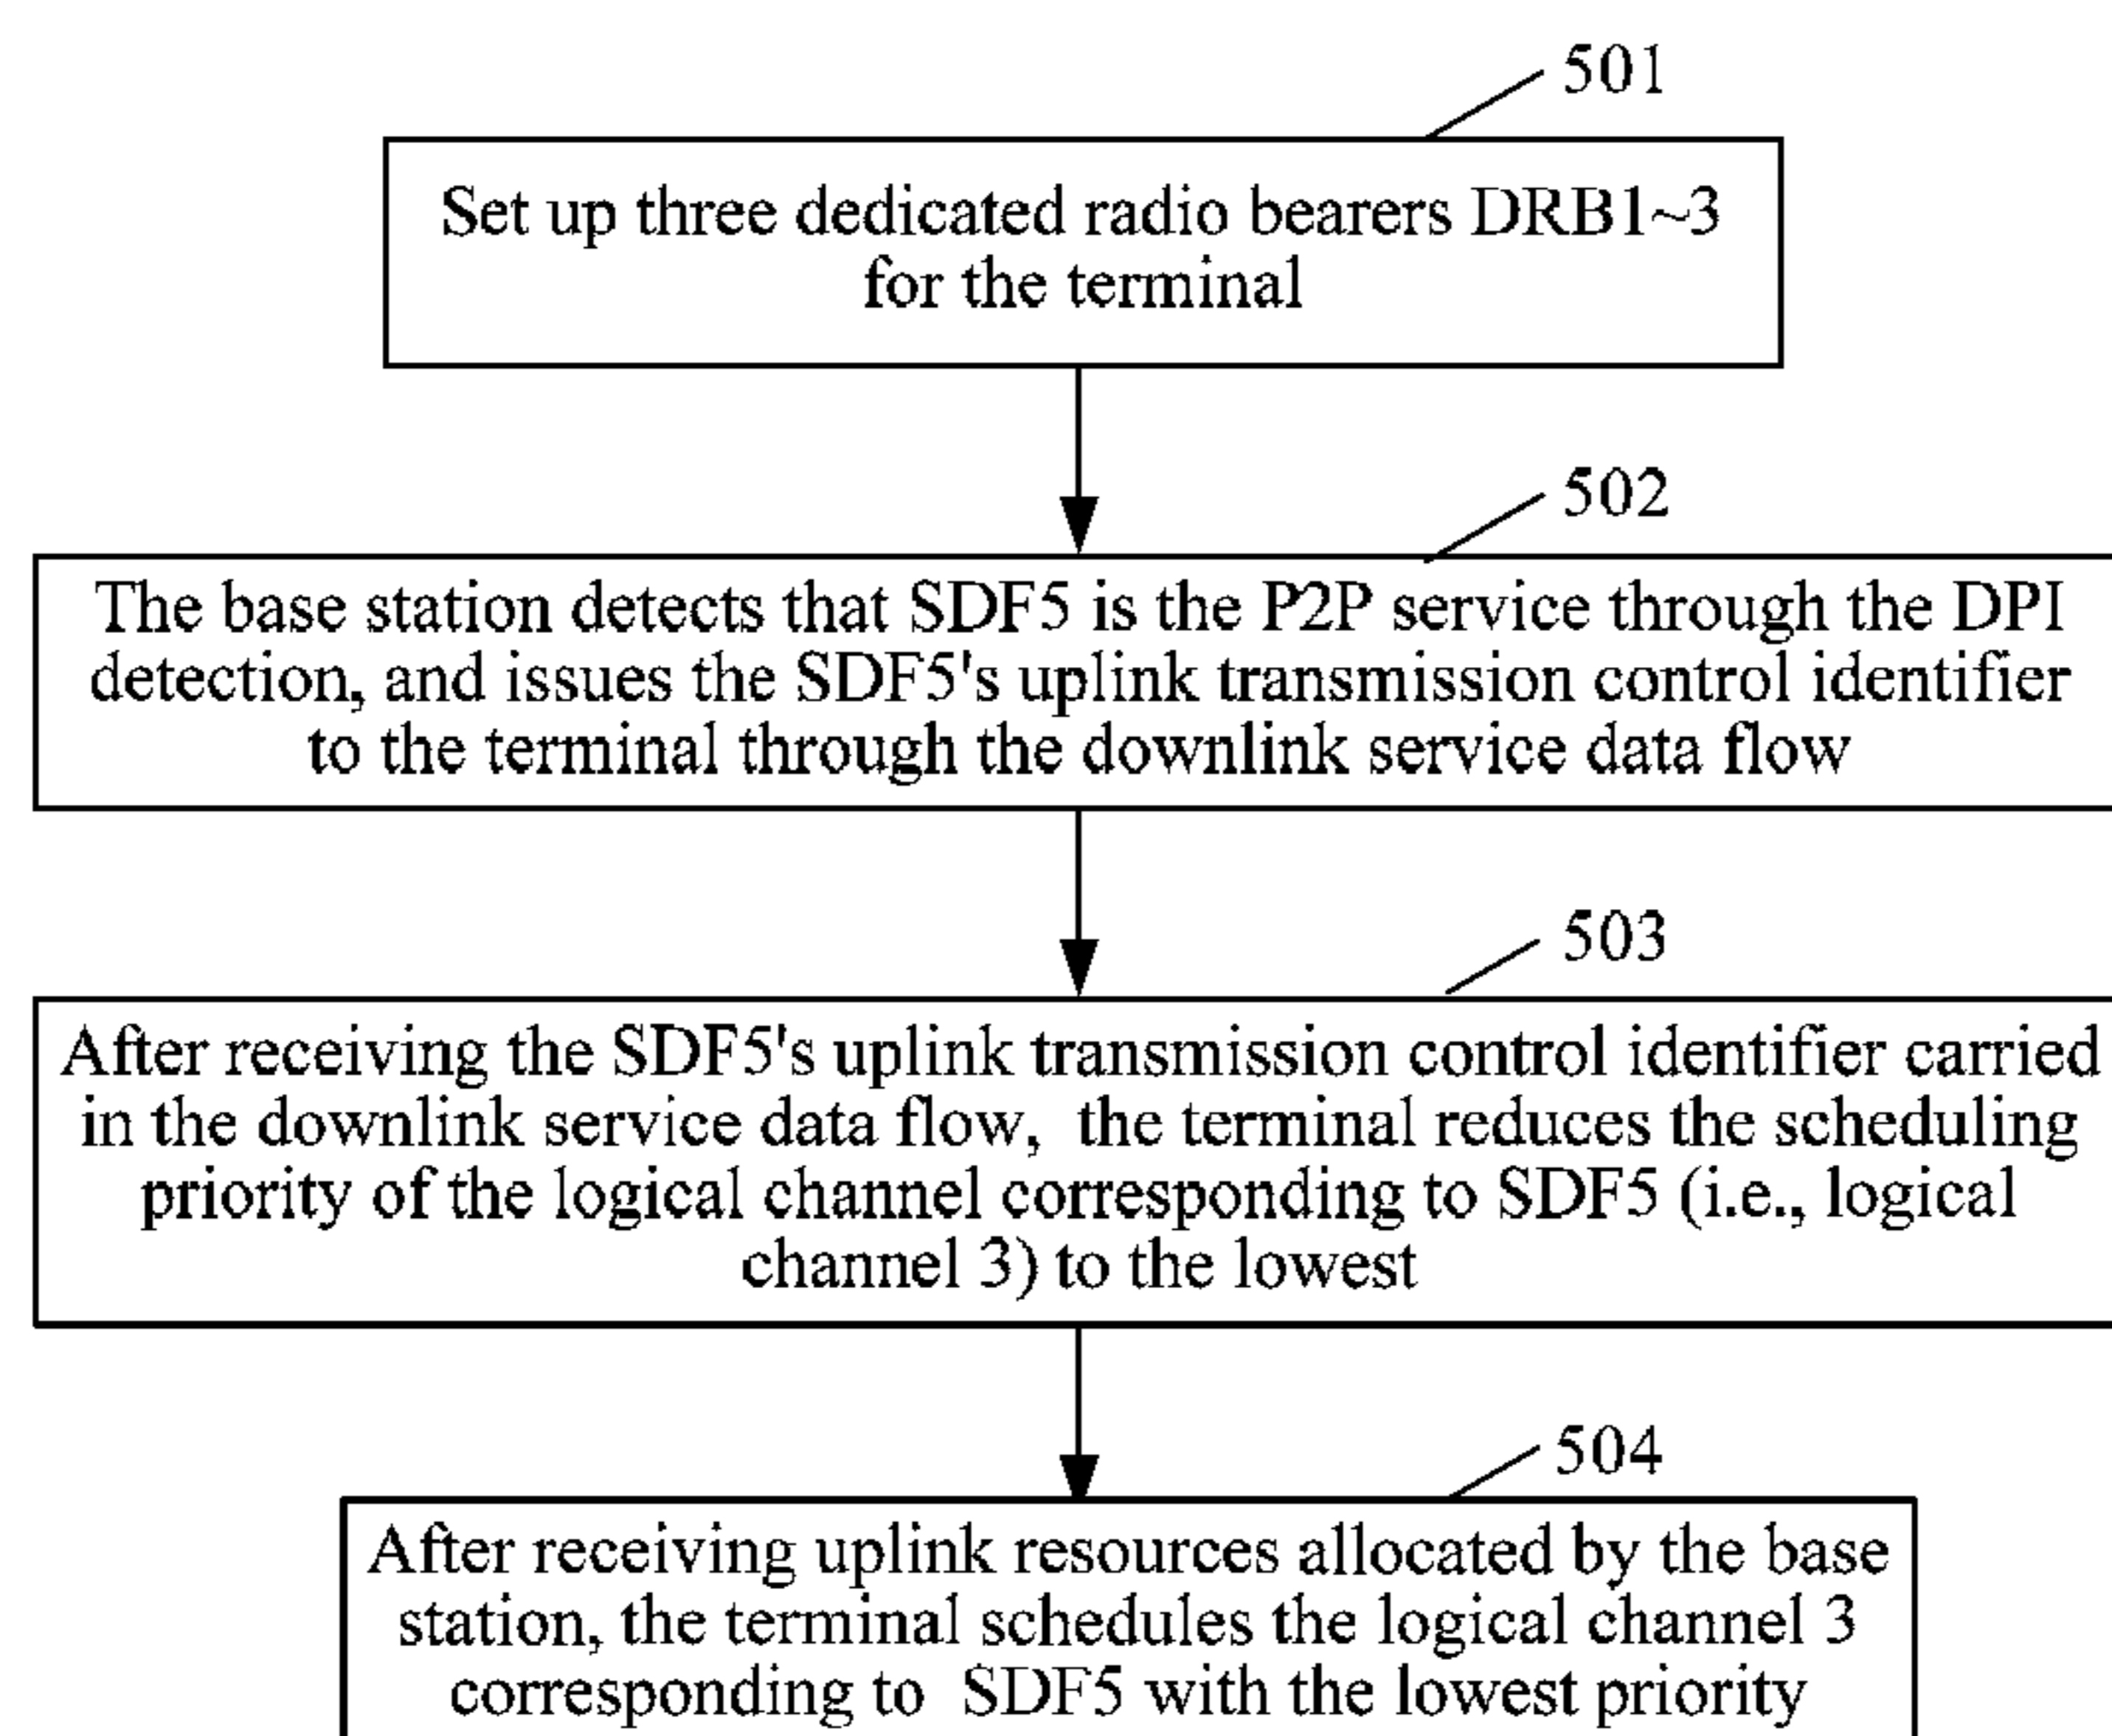 501
Set up three dedicated radio bearers DRB1~3
for the terminal
502
The base station detects that SDF5 is the P2P service through the DPI
detection, and issues the SDF5's uplink transmission control identifier
to the terminal through the downlink service data flow
503
After receiving the SDF5's uplink transmission control identifier carried
in the downlink service data flow, the terminal reduces the scheduling
priority of the logical channel corresponding to SDF5 (i.e., logical
channel 3) to the lowest
504
After receiving uplink resources allocated by the base
station, the terminal schedules the logical channel 3
corresponding to SDF5 with the lowest priority